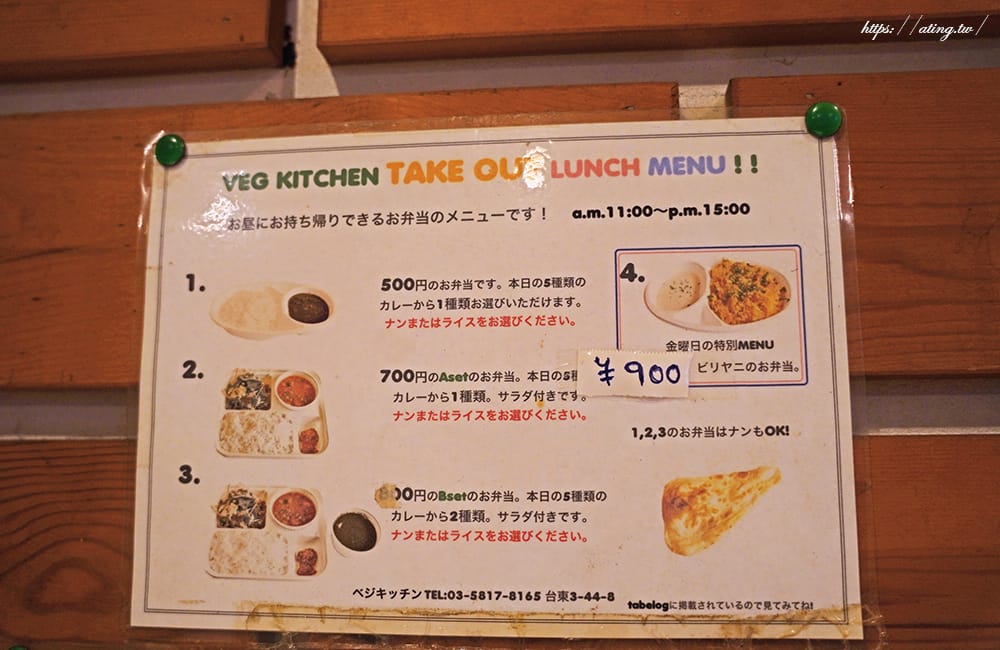 https://ating.tw/
VEG KITCHEN TAKE OUT LUNCH MENU ! !
お昼にお持ち帰りできるお弁当のメニューです！ a.m.11:00〜p.m.15:00
1.
500円のお弁当です。本日の5種類の
カレーから1種類お選びいただけます。
ナンまたはライスをお選びください。
2.
700円のAsetのお弁当。本日の5種
カレーから1種類。サラダ付きです。
ナンまたはライスをお選びください。
3.
00円のBsetのお弁当。本日の5種類の
カレーから2種類。サラダ付きです。
ナンまたはライスをお選びください。
4.
金曜日の特別MENU
¥900
ビリヤニのお弁当。
1,2,3のお弁当はナンもOK!
ベジキッチン TEL:03-5817-8165 台東3-44-8
tabelogに掲載されているので見てみてね!